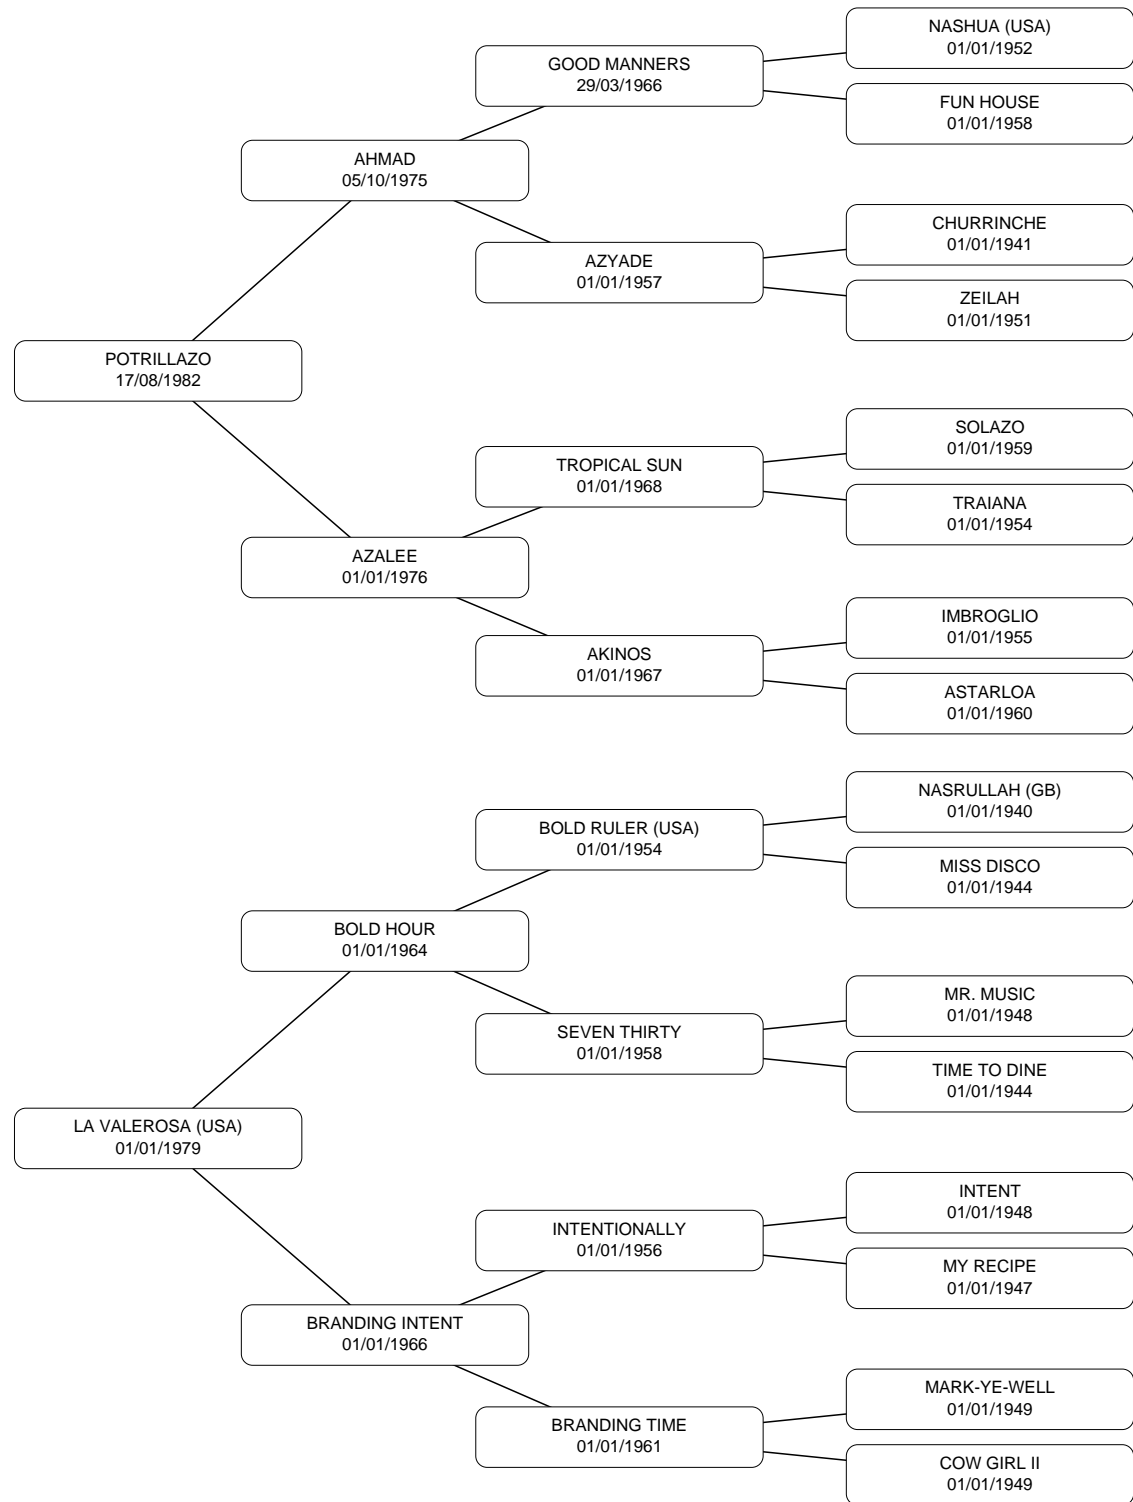 NASHUA (USA)
01/01/1952
GOOD MANNERS
29/03/1966
FUN HOUSE
01/01/1958
AHMAD
05/10/1975
CHURRINCHE
01/01/1941
AZYADE
01/01/1957
ZEILAH
01/01/1951
POTRILLAZO
17/08/1982
SOLAZO
01/01/1959
TROPICAL SUN
01/01/1968
TRAIANA
01/01/1954
AZALEE
01/01/1976
IMBROGLIO
01/01/1955
AKINOS
01/01/1967
ASTARLOA
01/01/1960
NASRULLAH (GB)
01/01/1940
BOLD RULER (USA)
01/01/1954
MISS DISCO
01/01/1944
BOLD HOUR
01/01/1964
MR. MUSIC
01/01/1948
SEVEN THIRTY
01/01/1958
TIME TO DINE
01/01/1944
LA VALEROSA (USA)
01/01/1979
INTENT
01/01/1948
INTENTIONALLY
01/01/1956
MY RECIPE
01/01/1947
BRANDING INTENT
01/01/1966
MARK-YE-WELL
01/01/1949
BRANDING TIME
01/01/1961
COW GIRL II
01/01/1949